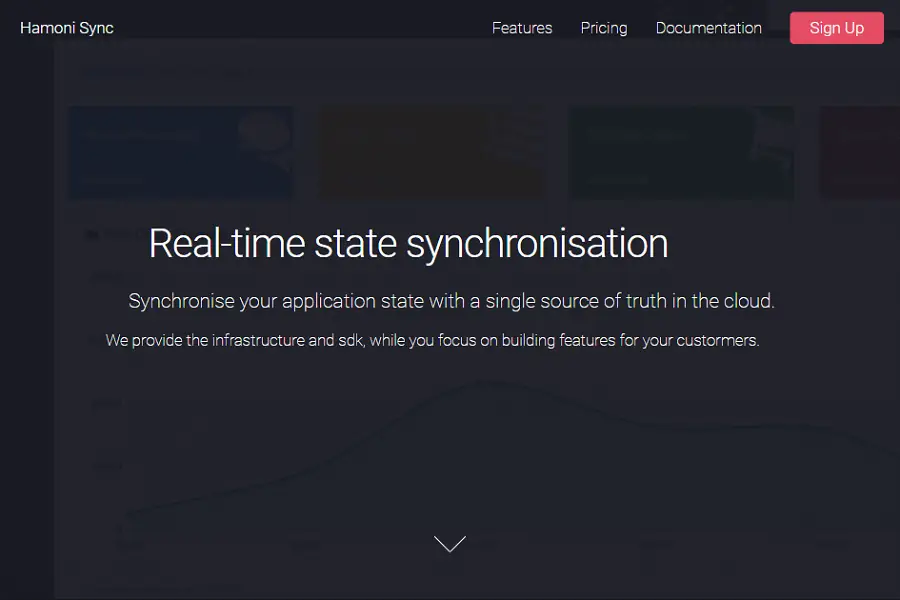 Hamoni Sync
Features
Pricing
Documentation
Sign Up
Real-time state synchronisation
Synchronise your application state with a single source of truth in the cloud.
We provide the infrastructure and sdk, while you focus on building features for your custormers.